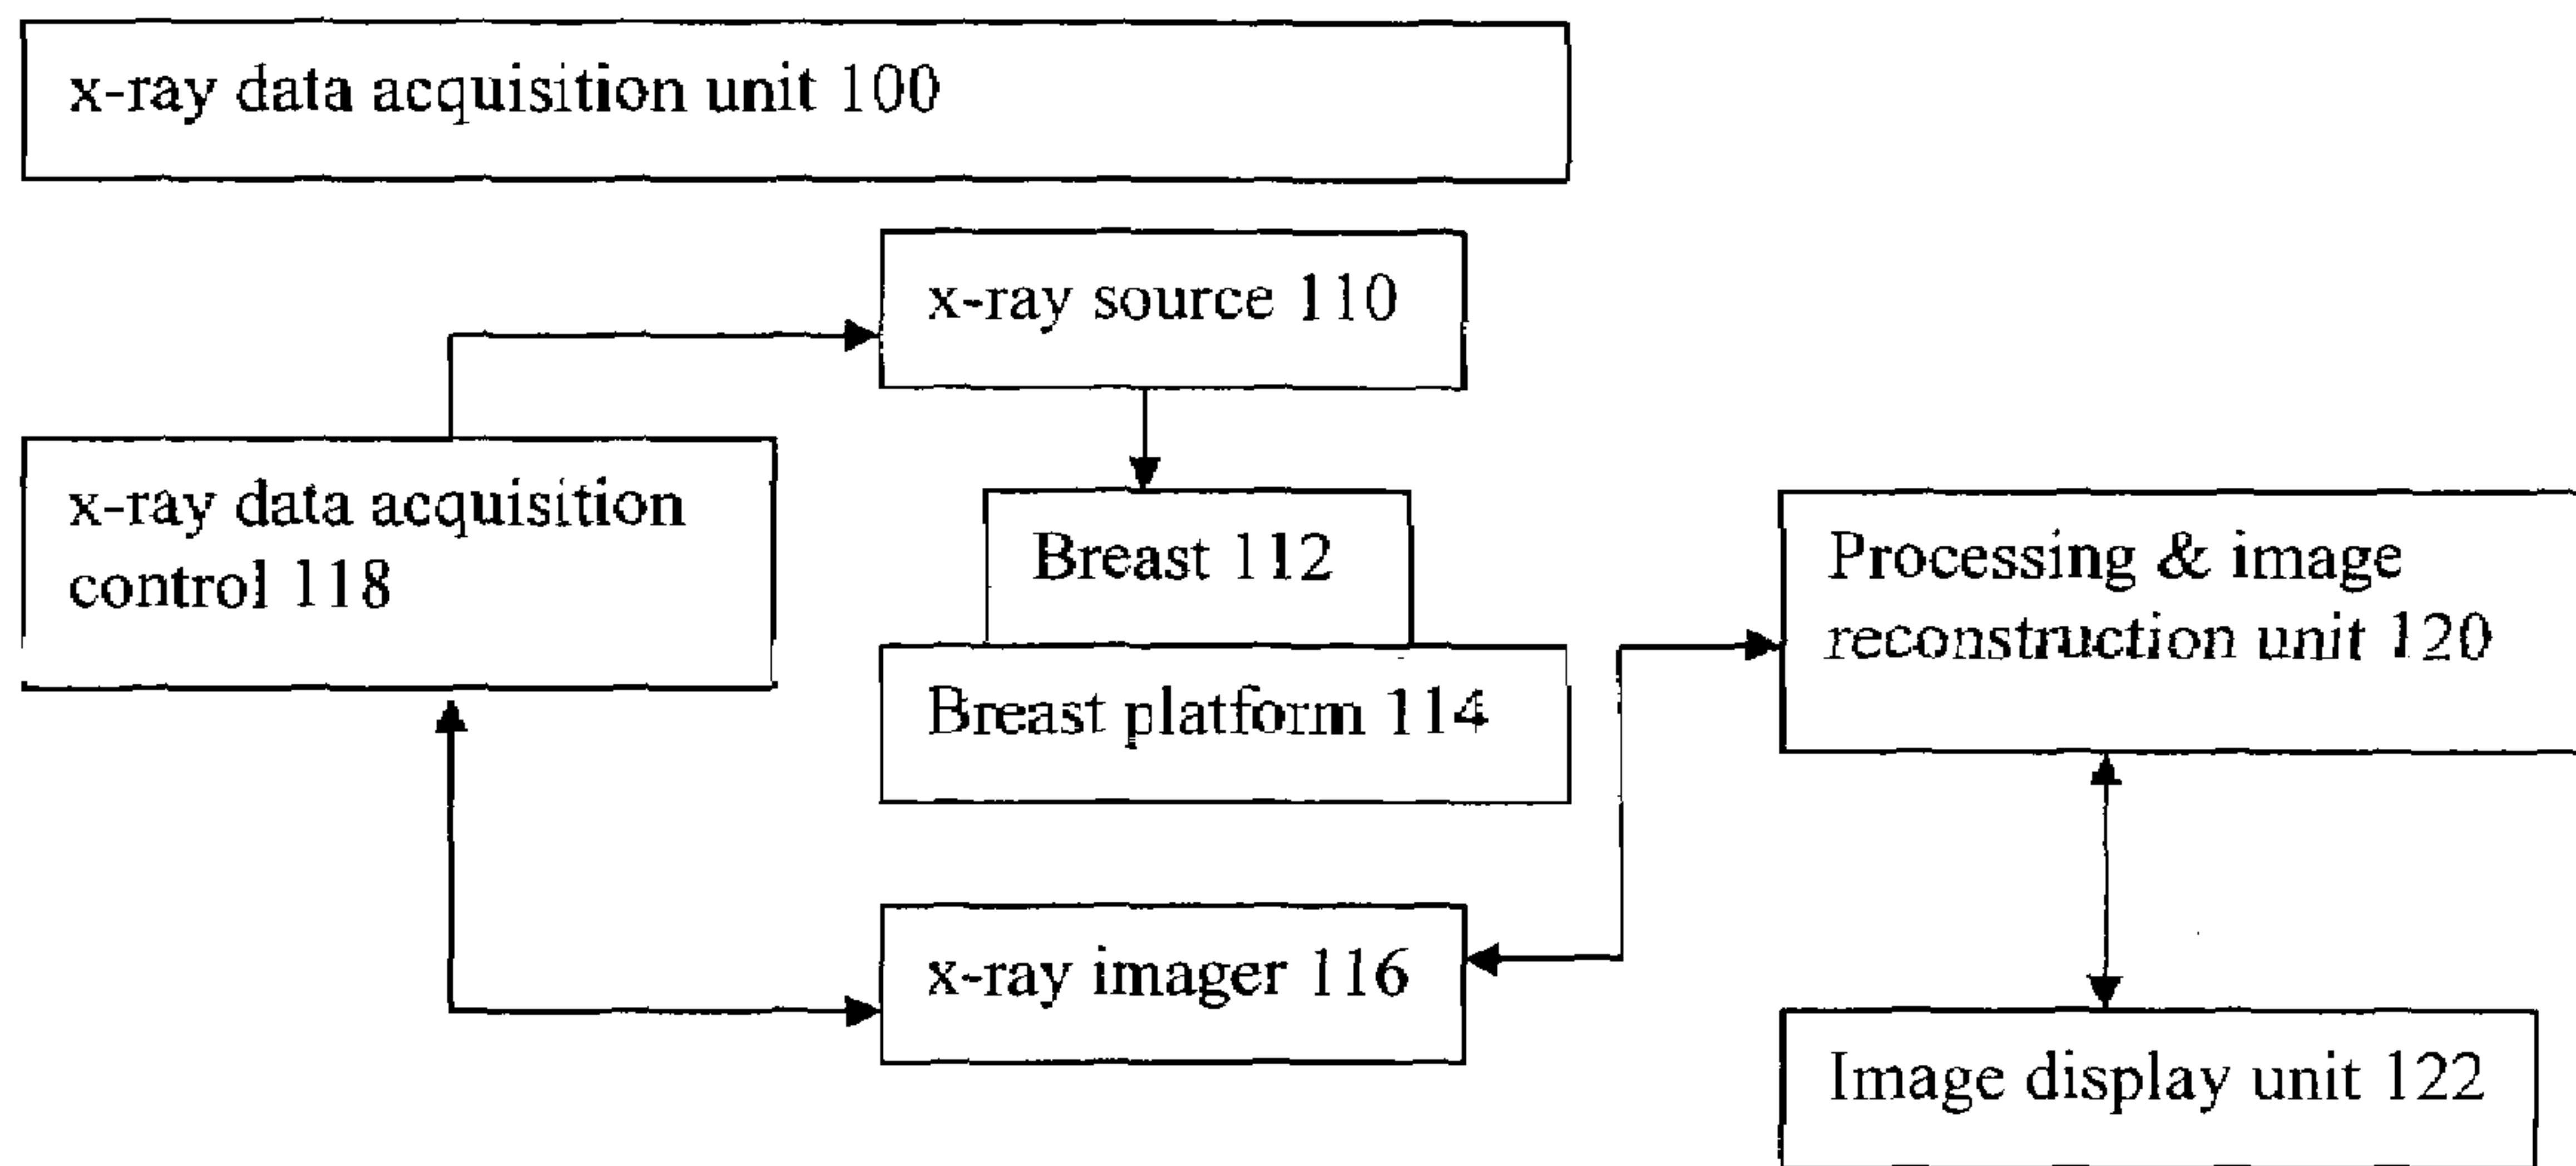 x-ray data acquisition unit 100
x-ray source 110
x-ray data acquisition
control 118
Breast 112
Breast platform 114
Processing & image
reconstruction unit 120
x-ray imager 116
Image display unit 122